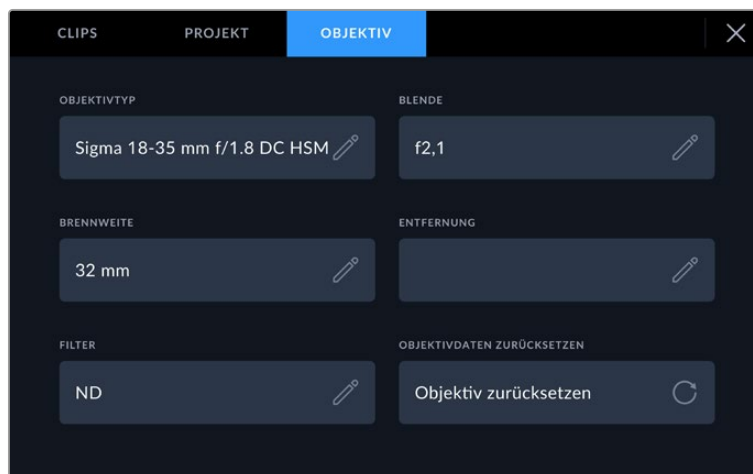 CLIPS PROJEKT OBJEKTIV
OBJEKTIVTYP BLENDE
Sigma 18-35 mm f/1.8 DC HSM f2,1
BRENNWEITE ENTFERNUNG
32 mm
FILTER OBJEKTIVDATEN ZURÜCKSETZEN
ND Objektiv zurücksetzen